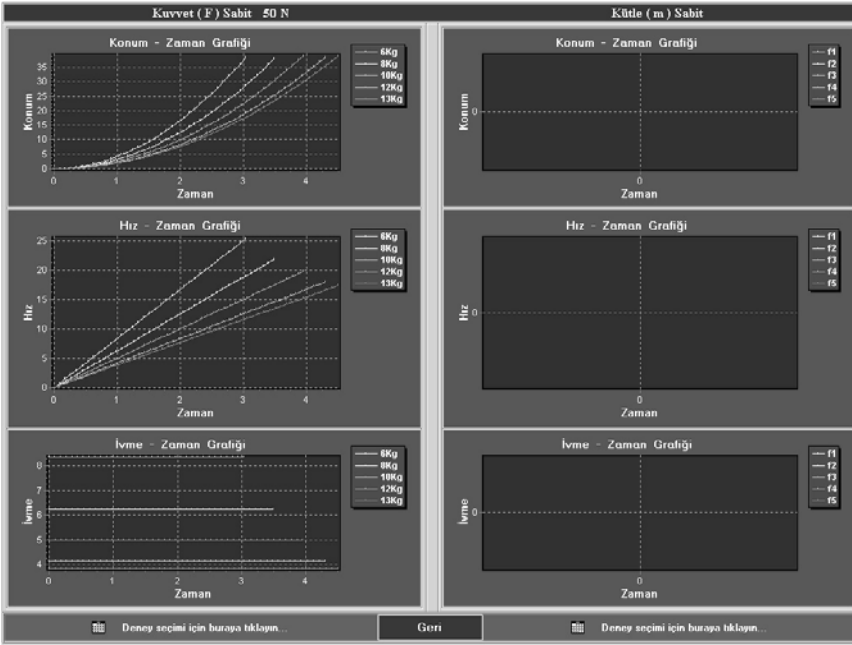 Kuvvet ( F ) Sabit 50 N
Konum - Zaman Grafiği
Konum
35
30
25
20
15
10
5
0
0 1 2 3 4
Zaman
6Kg
8Kg
10Kg
12Kg
13Kg
Hız - Zaman Grafiği
Hız
25
20
15
10
5
0
0 1 2 3 4
Zaman
6Kg
8Kg
10Kg
12Kg
13Kg
İvme - Zaman Grafiği
İvme
8
7
6
5
4
0 1 2 3 4
Zaman
6Kg
8Kg
10Kg
12Kg
13Kg
Kütle ( m ) Sabit
Konum - Zaman Grafiği
Konum
0
0
Zaman
f1
f2
f3
f4
f5
Hız - Zaman Grafiği
Hız
0
0
Zaman
f1
f2
f3
f4
f5
İvme - Zaman Grafiği
İvme
0
0
Zaman
f1
f2
f3
f4
f5
Deney seçimi için buraya tıklayın...
Geri
Deney seçimi için buraya tıklayın...